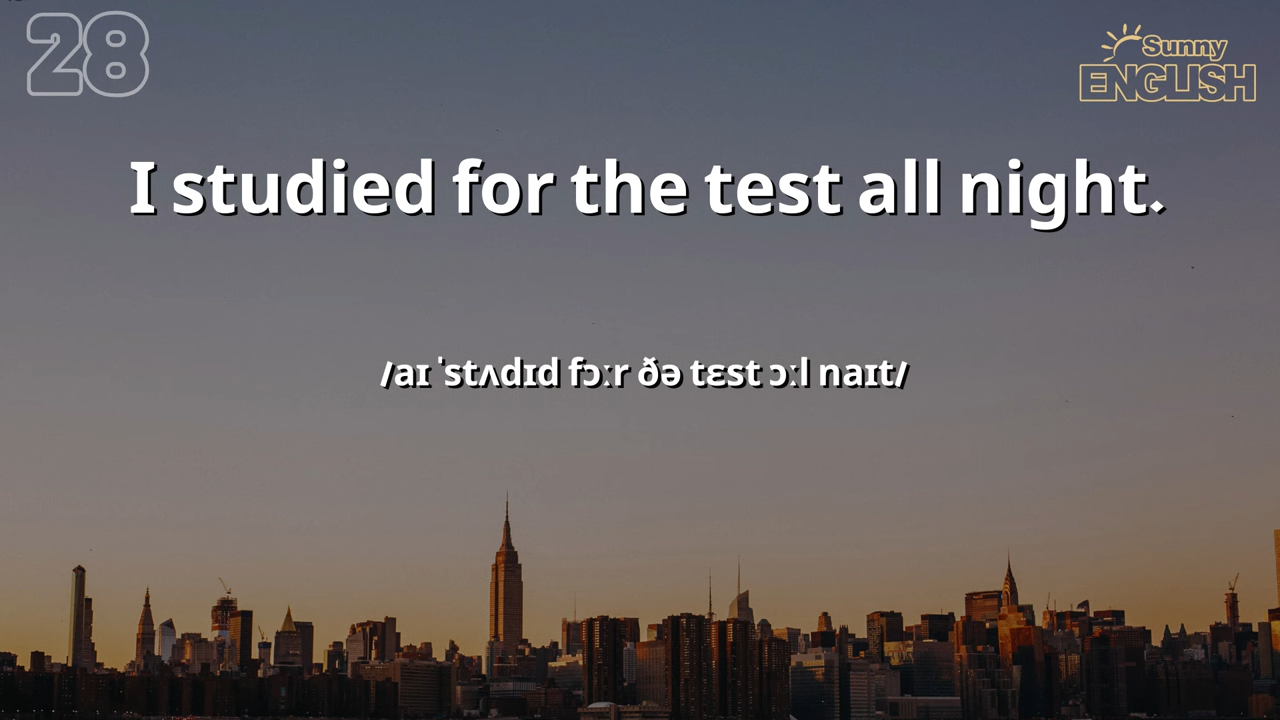 28
Sunny
ENGLISH
I studied for the test all night.
/aɪ ˈstʌdɪd fɔːr ðə tɛst ɔːl naɪt/